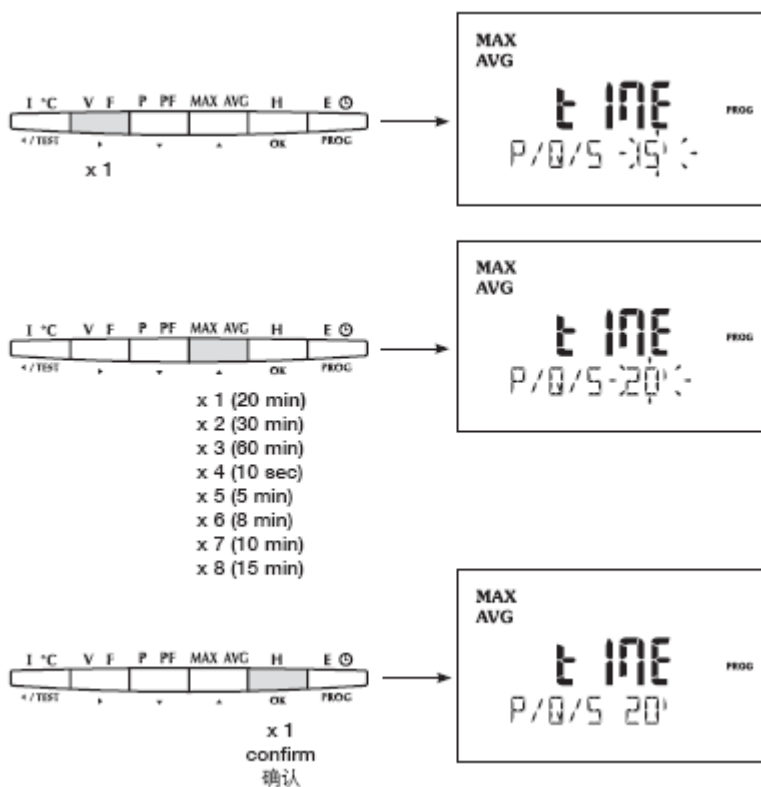 I °C V F P PF MAX AVG H E
◂ / TEST ▸ ▾ ▴ OK PROG
x 1
MAX
AVG
tIME
PROG
P/Q/S 15'
I °C V F P PF MAX AVG H E
◂ / TEST ▸ ▾ ▴ OK PROG
x 1 (20 min)
x 2 (30 min)
x 3 (60 min)
x 4 (10 sec)
x 5 (5 min)
x 6 (8 min)
x 7 (10 min)
x 8 (15 min)
MAX
AVG
tIME
PROG
P/Q/S 20'
I °C V F P PF MAX AVG H E
◂ / TEST ▸ ▾ ▴ OK PROG
x 1
confirm
确认
MAX
AVG
tIME
PROG
P/Q/S 20'